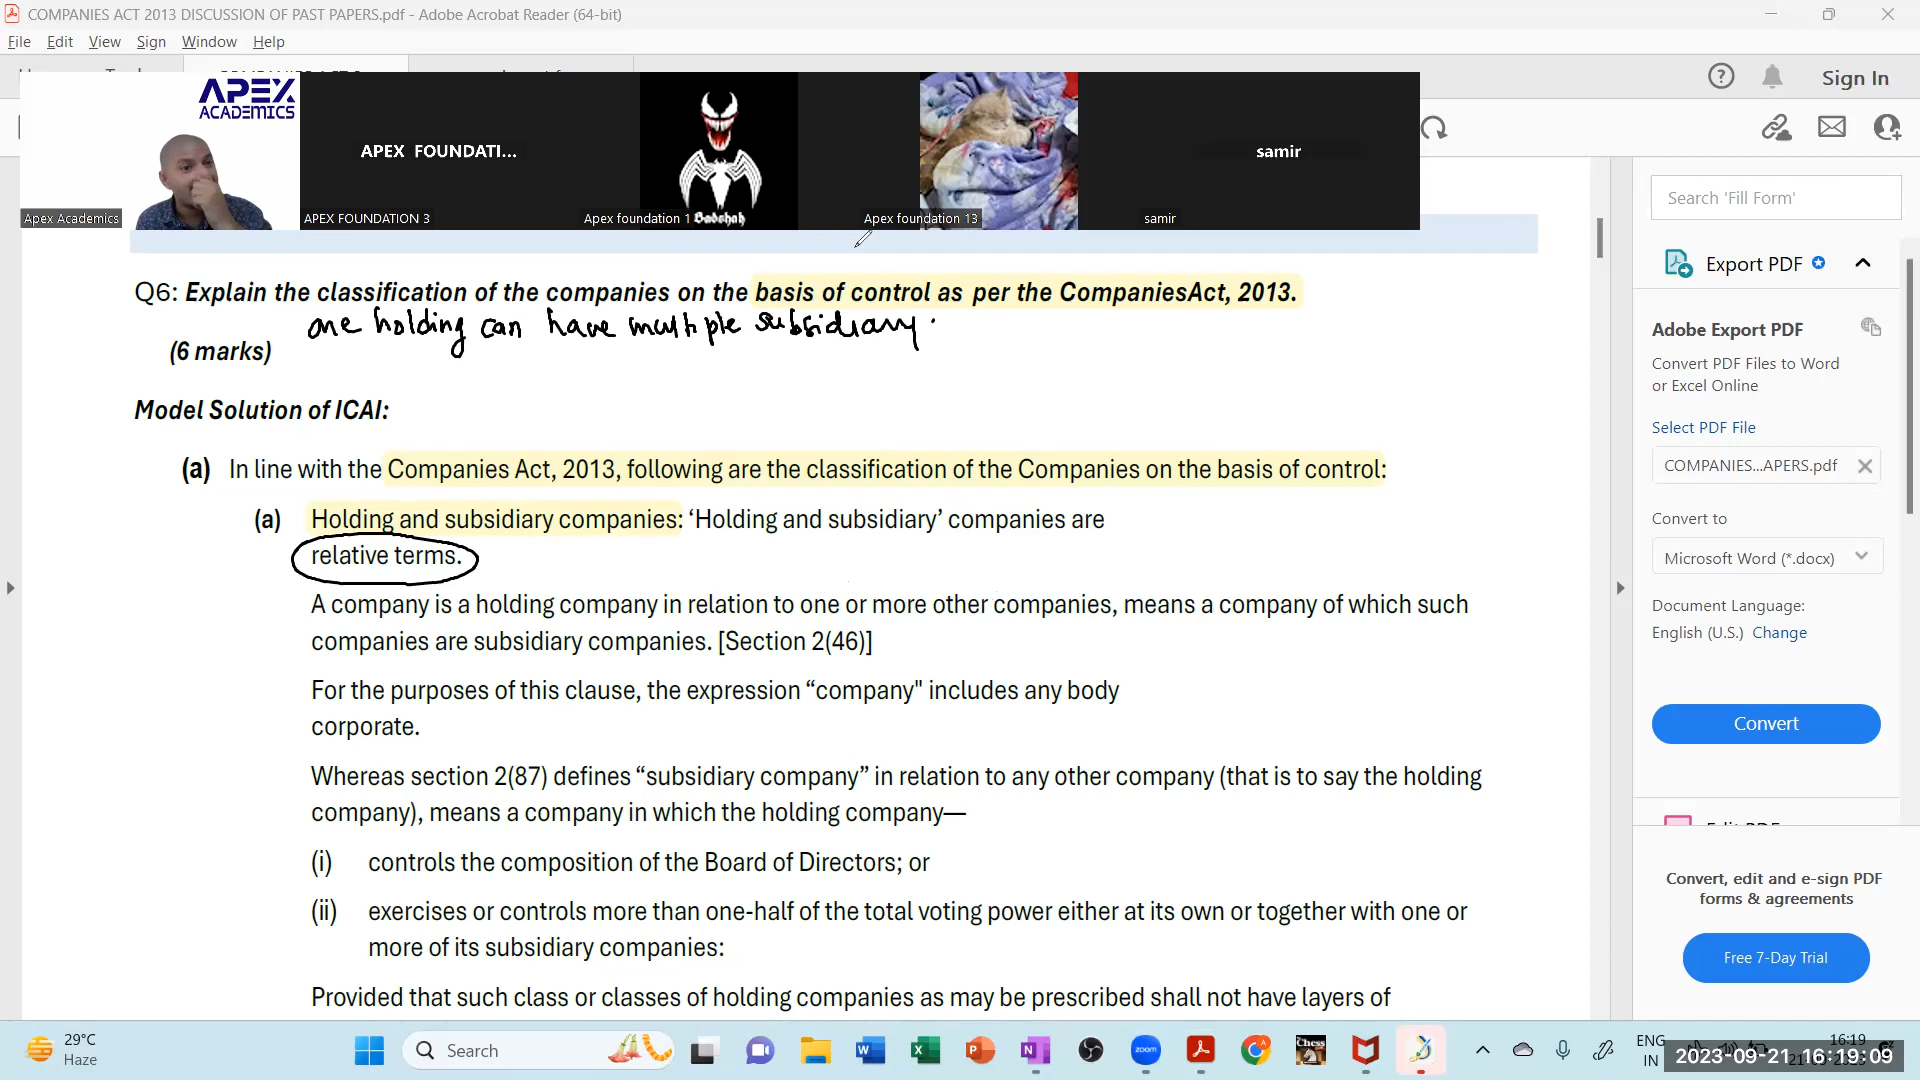 COMPANIES ACT 2013 DISCUSSION OF PAST PAPERS.pdf - Adobe Acrobat Reader (64-bit)
File Edit View Sign Window Help
Sign In
APEX
ACADEMICS
APEX FOUNDATI...
samir
Apex Academics
APEX FOUNDATION 3
Apex foundation 1
Badshah
Apex foundation 13
samir
Q6: Explain the classification of the companies on the basis of control as per the CompaniesAct, 2013.
one holding can have multiple subsidiary.
(6 marks)
Model Solution of ICAI:
(a) In line with the Companies Act, 2013, following are the classification of the Companies on the basis of control:
(a) Holding and subsidiary companies: ‘Holding and subsidiary’ companies are
relative terms.
A company is a holding company in relation to one or more other companies, means a company of which such
companies are subsidiary companies. [Section 2(46)]
For the purposes of this clause, the expression “company" includes any body
corporate.
Whereas section 2(87) defines “subsidiary company” in relation to any other company (that is to say the holding
company), means a company in which the holding company—
(i) controls the composition of the Board of Directors; or
(ii) exercises or controls more than one-half of the total voting power either at its own or together with one or
more of its subsidiary companies:
Provided that such class or classes of holding companies as may be prescribed shall not have layers of
Search 'Fill Form'
Export PDF
Adobe Export PDF
Convert PDF Files to Word
or Excel Online
Select PDF File
COMPANIES...APERS.pdf
Convert to
Microsoft Word (*.docx)
Document Language:
English (U.S.) Change
Convert
Convert, edit and e-sign PDF
forms & agreements
Free 7-Day Trial
29°C
Haze
Search
zoom
Chess
ENG
IN
16:19
2023-09-21 16:19:09